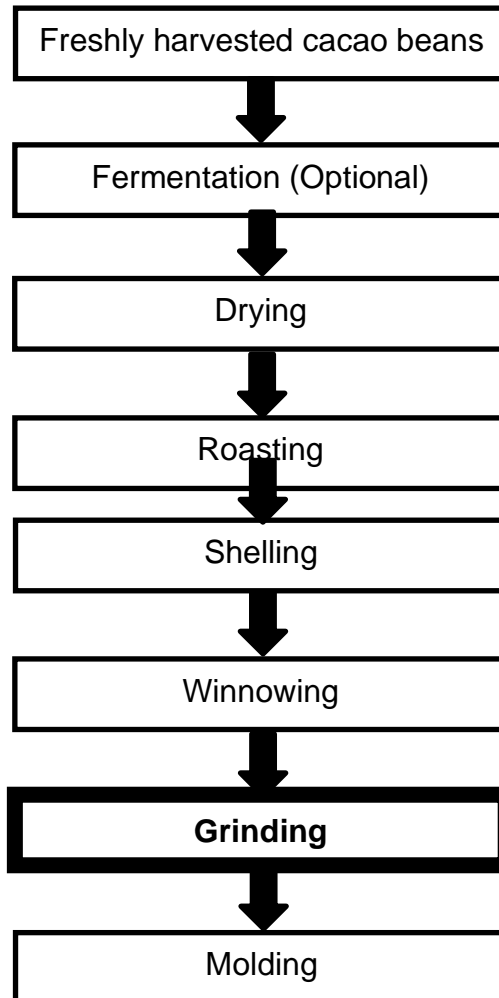 Freshly harvested cacao beans
Fermentation (Optional)
Drying
Roasting
Shelling
Winnowing
Grinding
Molding